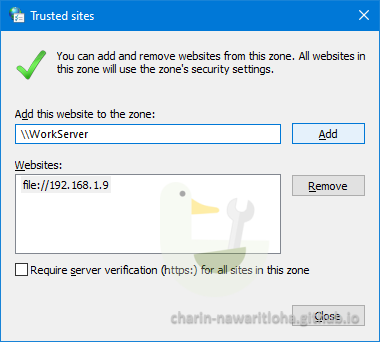 Trusted sites
You can add and remove websites from this zone. All websites in
this zone will use the zone's security settings.
Add this website to the zone:
\\WorkServer
Add
Websites:
file://192.168.1.9
Remove
Require server verification (https:) for all sites in this zone
Close
charin-nawaritloha.github.io